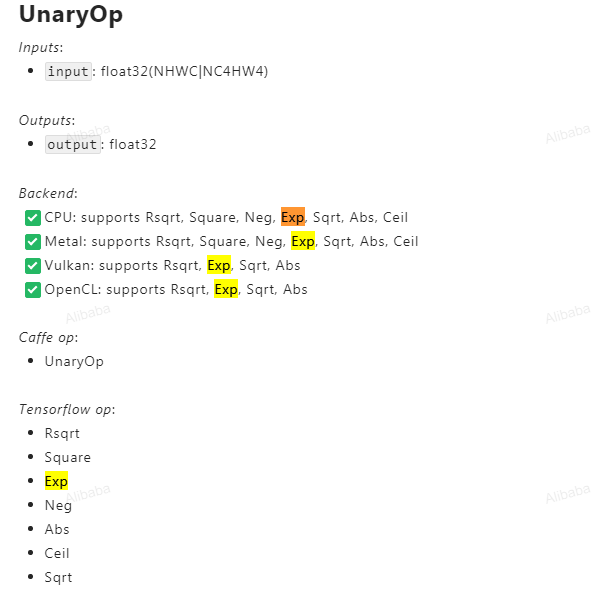 UnaryOp
Inputs:
input: float32(NHWC|NC4HW4)
Outputs:
output: float32
Backend:
CPU: supports Rsqrt, Square, Neg, Exp, Sqrt, Abs, Ceil
Metal: supports Rsqrt, Square, Neg, Exp, Sqrt, Abs, Ceil
Vulkan: supports Rsqrt, Exp, Sqrt, Abs
OpenCL: supports Rsqrt, Exp, Sqrt, Abs
Caffe op:
UnaryOp
Tensorflow op:
Rsqrt
Square
Exp
Neg
Abs
Ceil
Sqrt
Alibaba
Alibaba
Alibaba
Alibaba
Alibaba
Alibaba